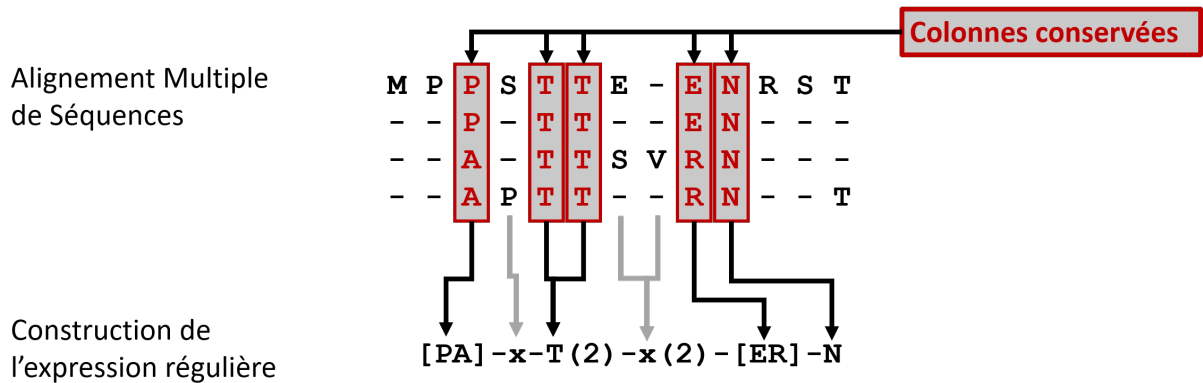 Colonnes conservées
Alignement Multiple
de Séquences
M P P S T T E - E N R S T
- - P - T T - - E N - - -
- - A - T T S V R N - - -
- - A P T T - - R N - - T
Construction de
l'expression régulière
[PA]-x-T(2)-x(2)-[ER]-N